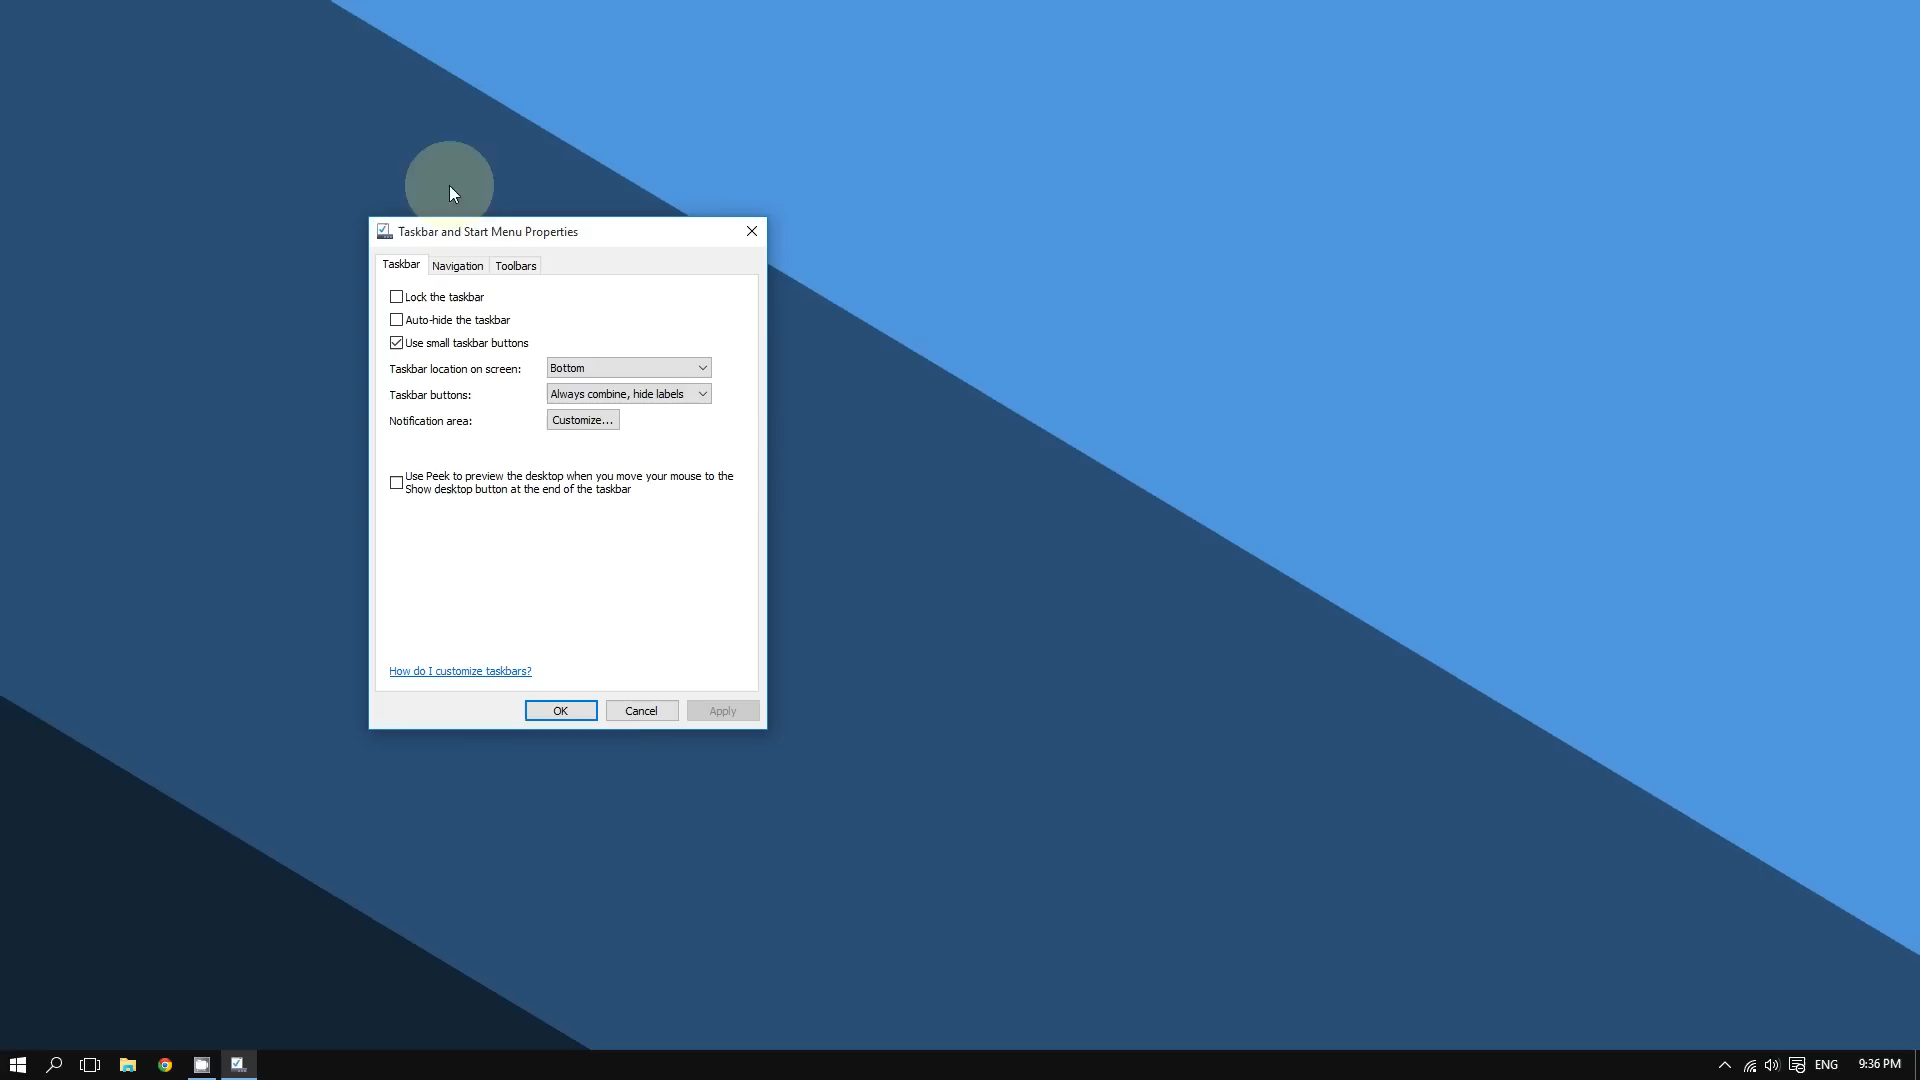 Taskbar and Start Menu Properties
Taskbar Navigation Toolbars
Lock the taskbar
Auto-hide the taskbar
Use small taskbar buttons
Taskbar location on screen: Bottom
Taskbar buttons: Always combine, hide labels
Notification area: Customize...
Use Peek to preview the desktop when you move your mouse to the
Show desktop button at the end of the taskbar
How do I customize taskbars?
OK Cancel Apply
ENG 9:36 PM